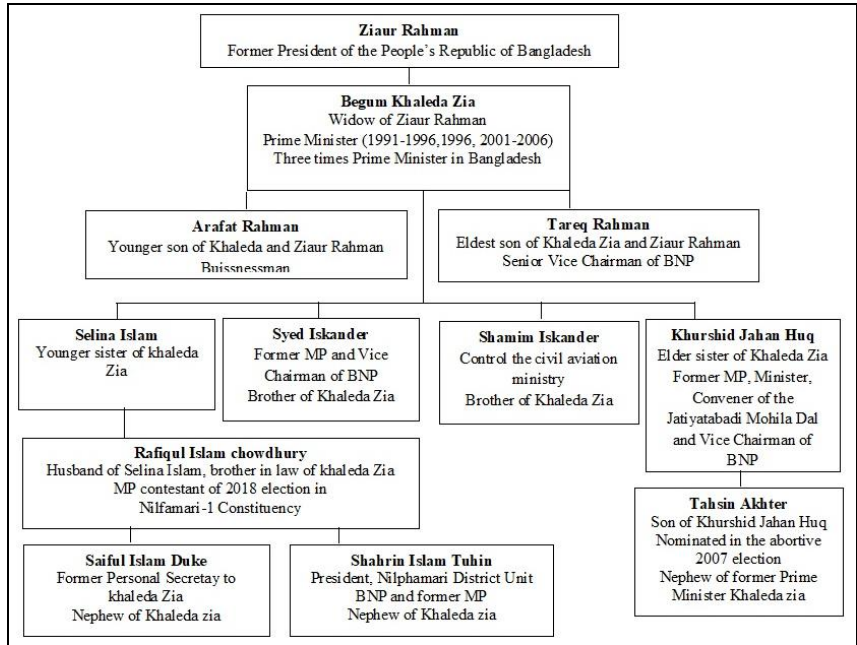 Ziaur Rahman
Former President of the People's Republic of Bangladesh
Begum Khaleda Zia
Widow of Ziaur Rahman
Prime Minister (1991-1996,1996, 2001-2006)
Three times Prime Minister in Bangladesh
Arafat Rahman
Younger son of Khaleda and Ziaur Rahman
Buissnessman
Tareq Rahman
Eldest son of Khaleda Zia and Ziaur Rahman
Senior Vice Chairman of BNP
Selina Islam
Younger sister of khaleda
Zia
Syed Iskander
Former MP and Vice
Chairman of BNP
Brother of Khaleda Zia
Shamim Iskander
Control the civil aviation
ministry
Brother of Khaleda Zia
Khurshid Jahan Huq
Elder sister of Khaleda Zia
Former MP, Minister,
Convener of the
Jatiyatabadi Mohila Dal
and Vice Chairman of
BNP
Rafiqul Islam chowdhury
Husband of Selina Islam, brother in law of khaleda Zia
MP contestant of 2018 election in
Nilfamari-1 Constituency
Tahsin Akhter
Son of Khurshid Jahan Huq
Nominated in the abortive
2007 election
Nephew of former Prime
Minister Khaleda zia
Saiful Islam Duke
Former Personal Secretay to
khaleda Zia
Nephew of Khaleda zia
Shahrin Islam Tuhin
President, Nilphamari District Unit
BNP and former MP
Nephew of Khaleda zia